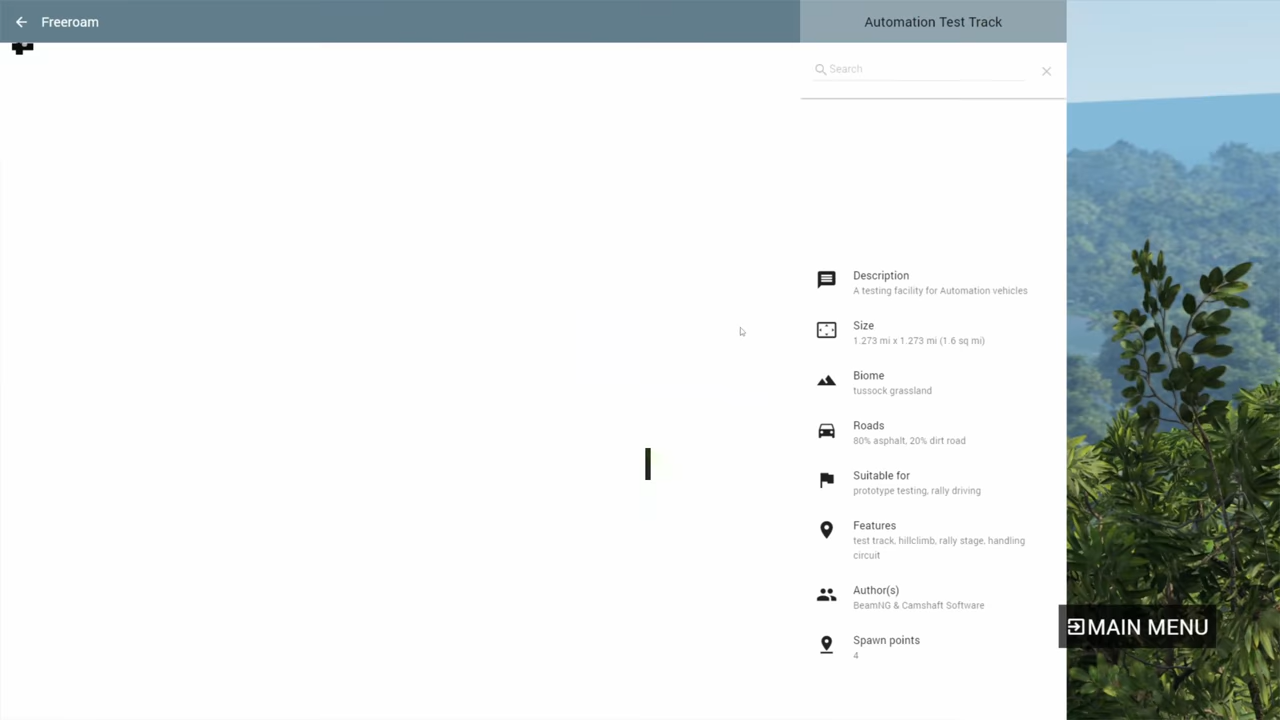 Freeroam
Automation Test Track
Search
Description
A testing facility for Automation vehicles
Size
1.273 mi x 1.273 mi (1.6 sq mi)
Biome
tussock grassland
Roads
80% asphalt, 20% dirt road
Suitable for
prototype testing, rally driving
Features
test track, hillclimb, rally stage, handling
circuit
Author(s)
BeamNG & Camshaft Software
Spawn points
4
MAIN MENU